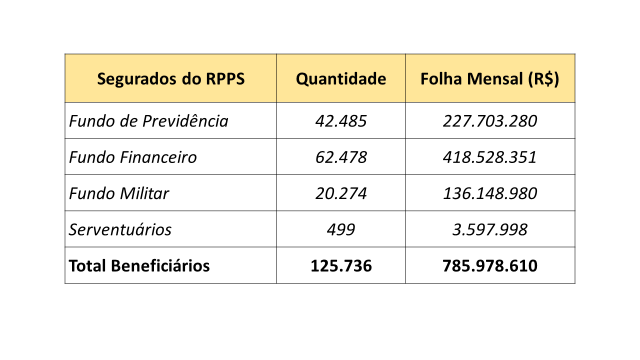 Segurados do RPPS Quantidade Folha Mensal (R$)
Fundo de Previdência 42.485 227.703.280
Fundo Financeiro 62.478 418.528.351
Fundo Militar 20.274 136.148.980
Serventuários 499 3.597.998
Total Beneficiários 125.736 785.978.610